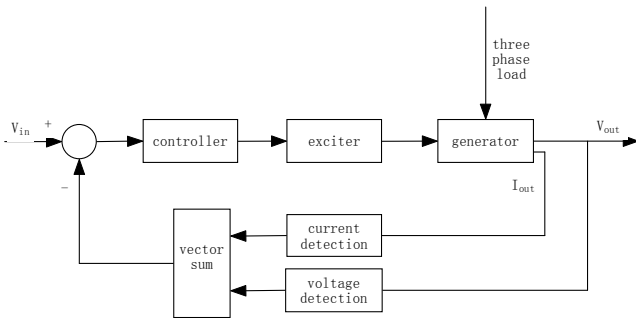 three
phase
load
V_in
+
controller
exciter
generator
V_out
I_out
−
vector
sum
current
detection
voltage
detection